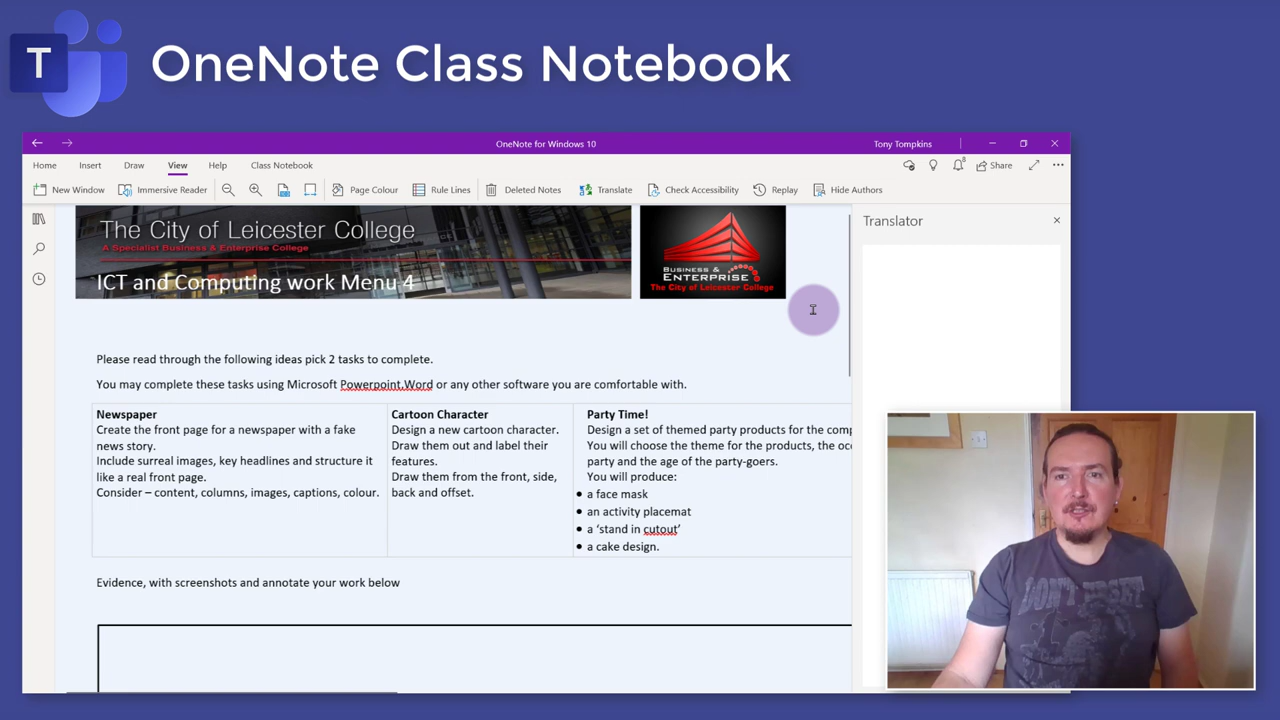 T
OneNote Class Notebook
OneNote for Windows 10
Tony Tompkins
Home
Insert
Draw
View
Help
Class Notebook
8
Share
New Window
Immersive Reader
Page Colour
Rule Lines
Deleted Notes
Translate
Check Accessibility
Replay
Hide Authors
The City of Leicester College
A Specialist Business & Enterprise College
ICT and Computing work Menu 4
BUSINESS &
ENTERPRISE
The City of Leicester College
Translator
Please read through the following ideas pick 2 tasks to complete.
You may complete these tasks using Microsoft Powerpoint.Word or any other software you are comfortable with.
Newspaper
Create the front page for a newspaper with a fake
news story.
Include surreal images, key headlines and structure it
like a real front page.
Consider – content, columns, images, captions, colour.
Cartoon Character
Design a new cartoon character.
Draw them out and label their
features.
Draw them from the front, side,
back and offset.
Party Time!
Design a set of themed party products for the comp
You will choose the theme for the products, the occ
party and the age of the party-goers.
You will produce:
• a face mask
• an activity placemat
• a ‘stand in cutout’
• a cake design.
Evidence, with screenshots and annotate your work below
DON'T